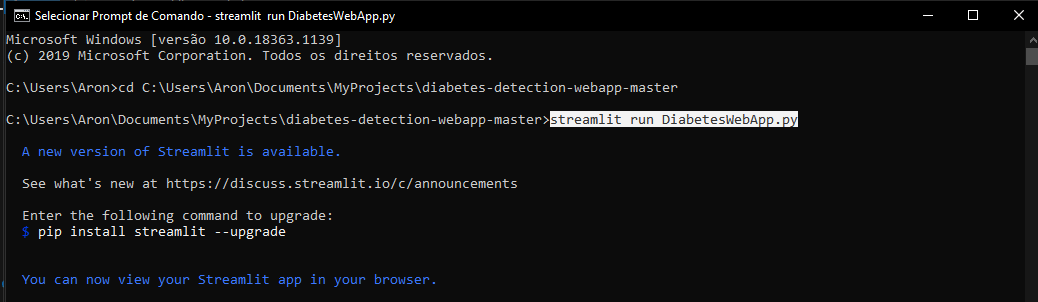 Selecionar Prompt de Comando - streamlit run DiabetesWebApp.py
Microsoft Windows [versão 10.0.18363.1139]
(c) 2019 Microsoft Corporation. Todos os direitos reservados.
C:\Users\Aron>cd C:\Users\Aron\Documents\MyProjects\diabetes-detection-webapp-master
C:\Users\Aron\Documents\MyProjects\diabetes-detection-webapp-master>streamlit run DiabetesWebApp.py
A new version of Streamlit is available.
See what's new at https://discuss.streamlit.io/c/announcements
Enter the following command to upgrade:
$ pip install streamlit --upgrade
You can now view your Streamlit app in your browser.